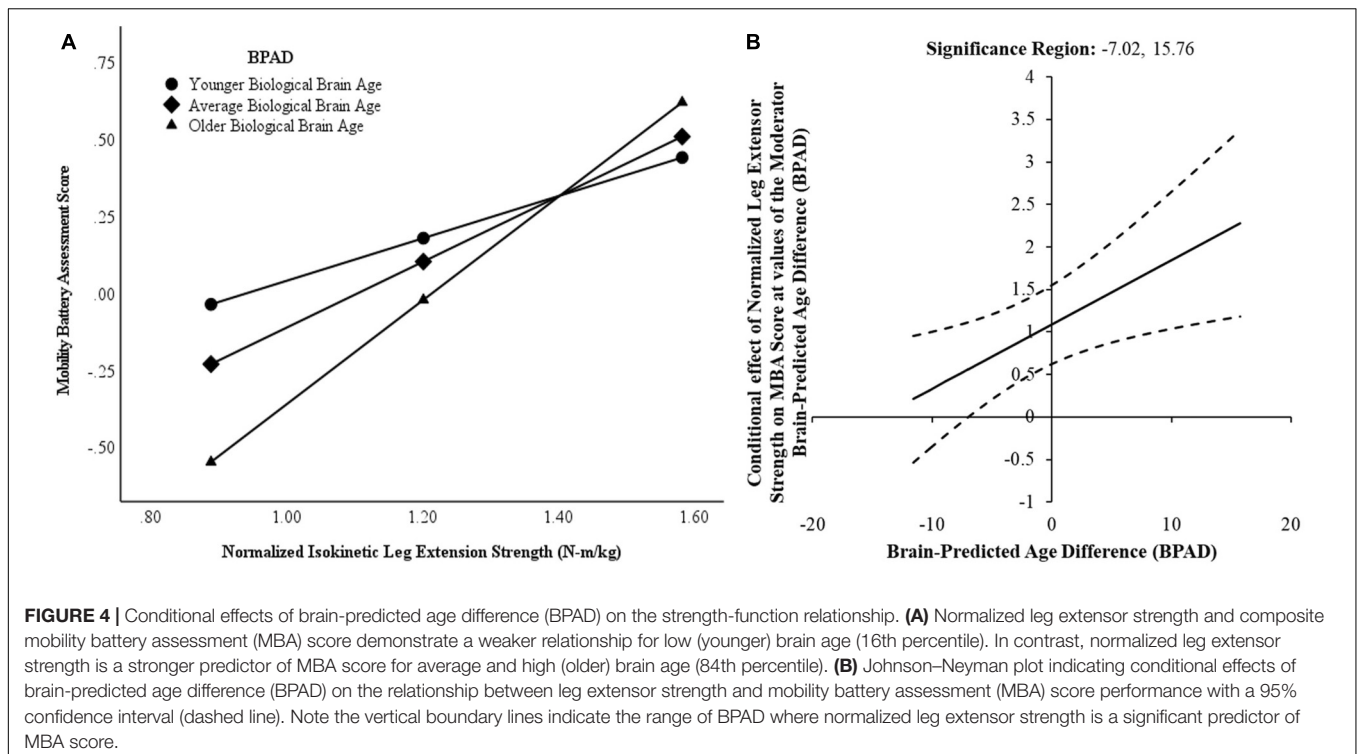 A
BPAD
Younger Biological Brain Age
Average Biological Brain Age
Older Biological Brain Age
Mobility Battery Assessment Score
.75
.50
.25
.00
-.25
-.50
.80
1.00
1.20
1.40
1.60
Normalized Isokinetic Leg Extension Strength (N-m/kg)
B
Significance Region: -7.02, 15.76
Conditional effect of Normalized Leg Extensor
Strength on MBA Score at values of the Moderator
Brain-Predicted Age Difference (BPAD)
4
3.5
3
2.5
2
1.5
1
0.5
0
-0.5
-1
-20
-10
0
10
20
Brain-Predicted Age Difference (BPAD)
FIGURE 4 | Conditional effects of brain-predicted age difference (BPAD) on the strength-function relationship. (A) Normalized leg extensor strength and composite
mobility battery assessment (MBA) score demonstrate a weaker relationship for low (younger) brain age (16th percentile). In contrast, normalized leg extensor
strength is a stronger predictor of MBA score for average and high (older) brain age (84th percentile). (B) Johnson–Neyman plot indicating conditional effects of
brain-predicted age difference (BPAD) on the relationship between leg extensor strength and mobility battery assessment (MBA) score performance with a 95%
confidence interval (dashed line). Note the vertical boundary lines indicate the range of BPAD where normalized leg extensor strength is a significant predictor of
MBA score.